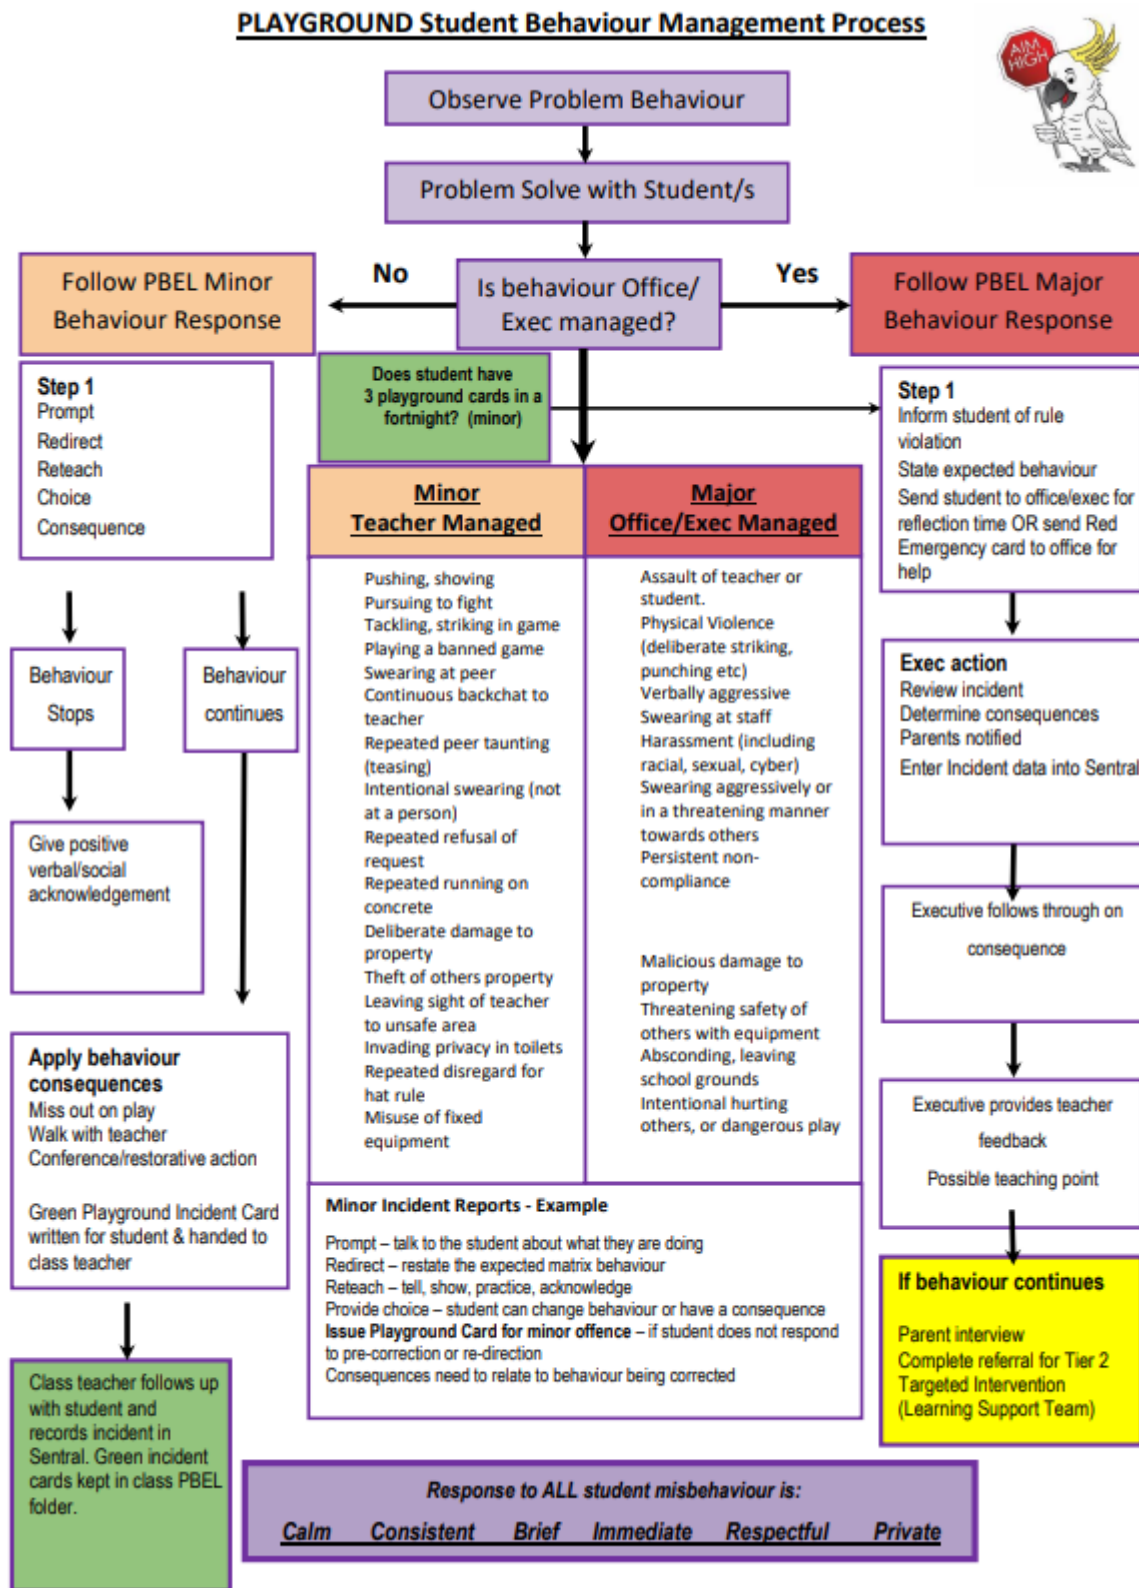 PLAYGROUND Student Behaviour Management Process
AIM
HIGH
Observe Problem Behaviour
Problem Solve with Student/s
No
Yes
Is behaviour Office/
Exec managed?
Follow PBEL Minor
Behaviour Response
Follow PBEL Major
Behaviour Response
Step 1
Prompt
Redirect
Reteach
Choice
Consequence
Behaviour
Stops
Behaviour
continues
Give positive
verbal/social
acknowledgement
Apply behaviour
consequences
Miss out on play
Walk with teacher
Conference/restorative action
Green Playground Incident Card
written for student & handed to
class teacher
Class teacher follows up
with student and
records incident in
Sentral. Green incident
cards kept in class PBEL
folder.
Does student have
3 playground cards in a
fortnight? (minor)
Minor
Teacher Managed
Pushing, shoving
Pursuing to fight
Tackling, striking in game
Playing a banned game
Swearing at peer
Continuous backchat to
teacher
Repeated peer taunting
(teasing)
Intentional swearing (not
at a person)
Repeated refusal of
request
Repeated running on
concrete
Deliberate damage to
property
Theft of others property
Leaving sight of teacher
to unsafe area
Invading privacy in toilets
Repeated disregard for
hat rule
Misuse of fixed
equipment
Major
Office/Exec Managed
Assault of teacher or
student.
Physical Violence
(deliberate striking,
punching etc)
Verbally aggressive
Swearing at staff
Harassment (including
racial, sexual, cyber)
Swearing aggressively or
in a threatening manner
towards others
Persistent non-
compliance
Malicious damage to
property
Threatening safety of
others with equipment
Absconding, leaving
school grounds
Intentional hurting
others, or dangerous play
Minor Incident Reports - Example
Prompt – talk to the student about what they are doing
Redirect – restate the expected matrix behaviour
Reteach – tell, show, practice, acknowledge
Provide choice – student can change behaviour or have a consequence
Issue Playground Card for minor offence – if student does not respond
to pre-correction or re-direction
Consequences need to relate to behaviour being corrected
Step 1
Inform student of rule
violation
State expected behaviour
Send student to office/exec for
reflection time OR send Red
Emergency card to office for
help
Exec action
Review incident
Determine consequences
Parents notified
Enter Incident data into Sentral
Executive follows through on
consequence
Executive provides teacher
feedback
Possible teaching point
If behaviour continues
Parent interview
Complete referral for Tier 2
Targeted Intervention
(Learning Support Team)
Response to ALL student misbehaviour is:
Calm Consistent Brief Immediate Respectful Private